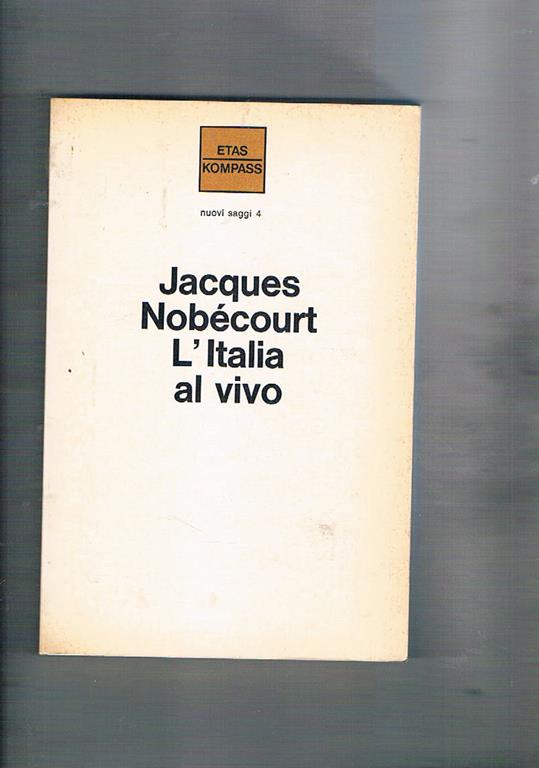 ETAS
KOMPASS
nuovi saggi 4
Jacques
Nobécourt
L'Italia
al vivo